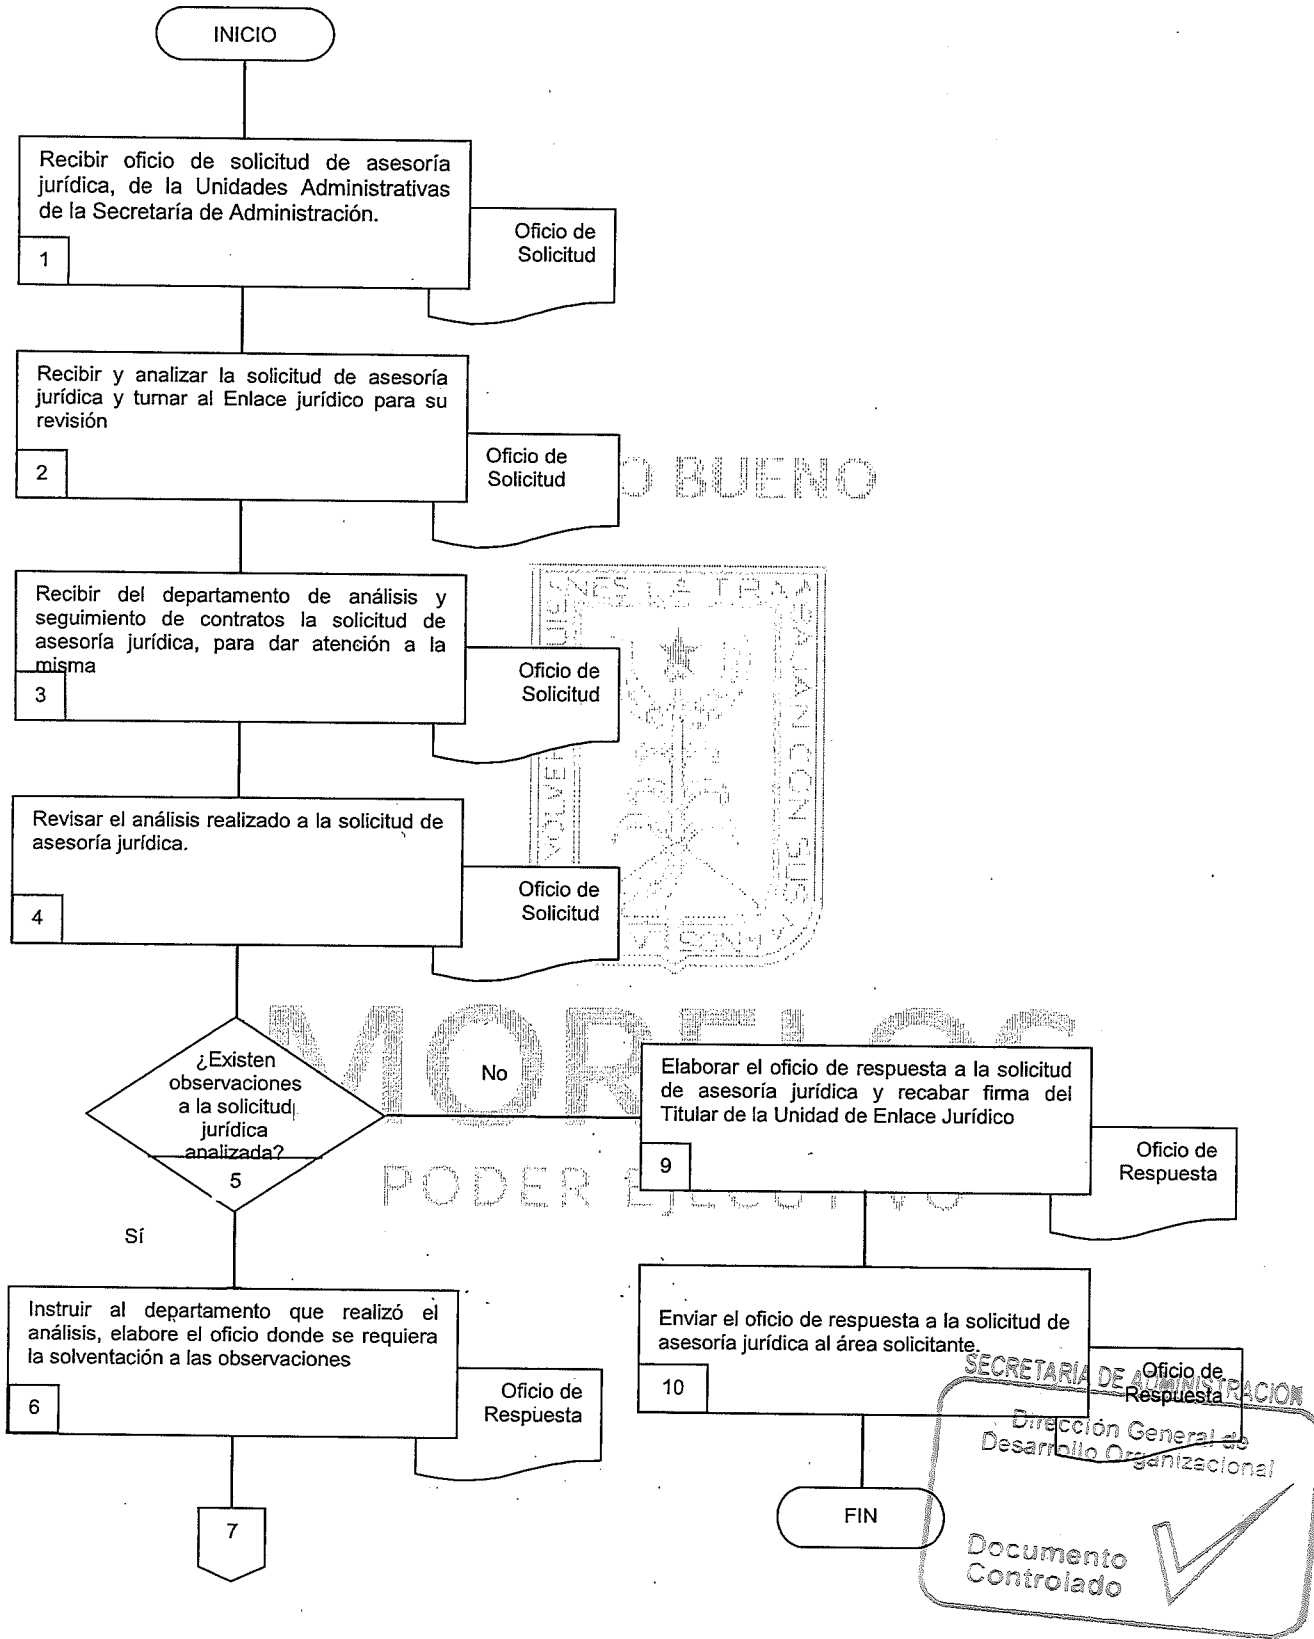 INICIO
Recibir oficio de solicitud de asesoría
jurídica, de la Unidades Administrativas
de la Secretaría de Administración.
1
Oficio de
Solicitud
Recibir y analizar la solicitud de asesoría
jurídica y turnar al Enlace jurídico para su
revisión
2
Oficio de
Solicitud
O BUENO
Recibir del departamento de análisis y
seguimiento de contratos la solicitud de
asesoría jurídica, para dar atención a la
misma
3
Oficio de
Solicitud
Revisar el análisis realizado a la solicitud de
asesoría jurídica.
4
Oficio de
Solicitud
MORELOS
PODER EJECUTIVO
¿Existen
observaciones
a la solicitud
jurídica
analizada?
5
No
Sí
Elaborar el oficio de respuesta a la solicitud
de asesoría jurídica y recabar firma del
Titular de la Unidad de Enlace Jurídico
9
Oficio de
Respuesta
Instruir al departamento que realizó el
análisis, elabore el oficio donde se requiera
la solventación a las observaciones
6
Oficio de
Respuesta
7
Enviar el oficio de respuesta a la solicitud de
asesoría jurídica al área solicitante.
10
Oficio de
Respuesta
FIN
SECRETARÍA DE ADMINISTRACIÓN
Dirección General de
Desarrollo Organizacional
Documento
Controlado